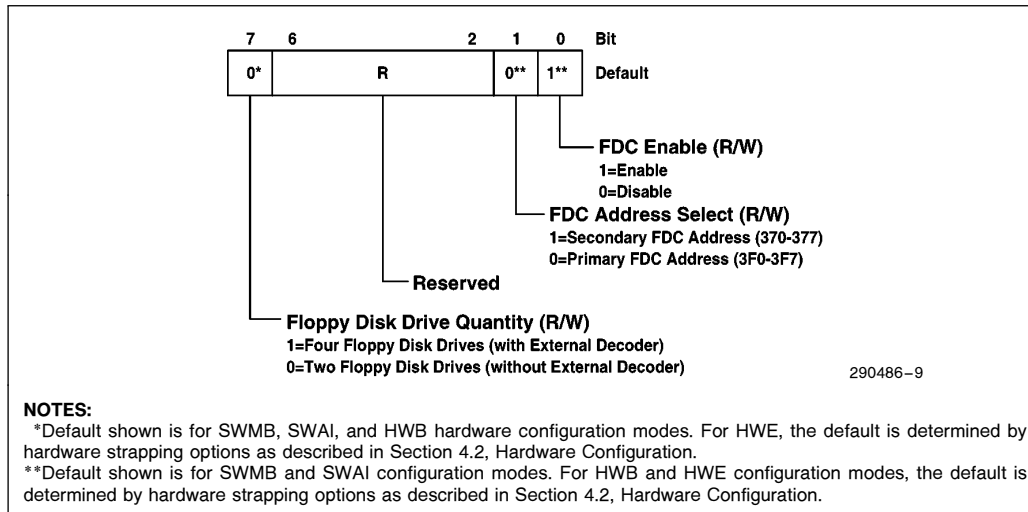 7 6 2 1 0 Bit
0* R 0** 1** Default
FDC Enable (R/W)
1=Enable
0=Disable
FDC Address Select (R/W)
1=Secondary FDC Address (370-377)
0=Primary FDC Address (3F0-3F7)
Reserved
Floppy Disk Drive Quantity (R/W)
1=Four Floppy Disk Drives (with External Decoder)
0=Two Floppy Disk Drives (without External Decoder)
290486–9
NOTES:
*Default shown is for SWMB, SWAI, and HWB hardware configuration modes. For HWE, the default is determined by
hardware strapping options as described in Section 4.2, Hardware Configuration.
**Default shown is for SWMB and SWAI configuration modes. For HWB and HWE configuration modes, the default is
determined by hardware strapping options as described in Section 4.2, Hardware Configuration.